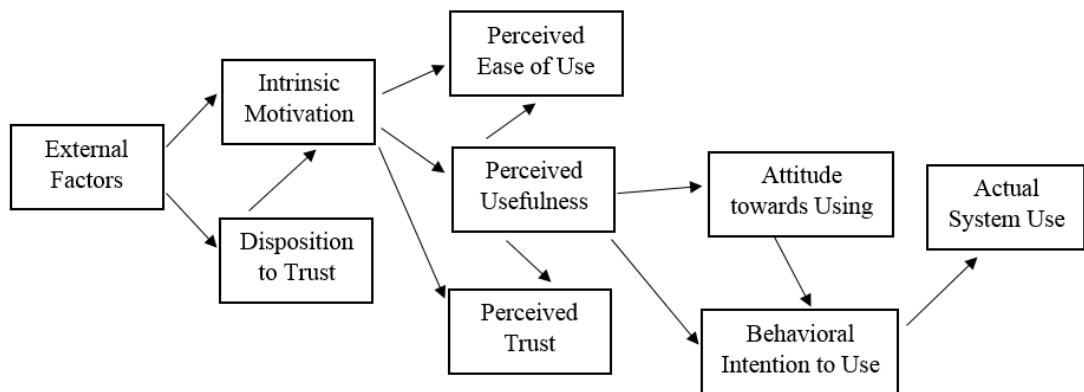 External
Factors
Intrinsic
Motivation
Disposition
to Trust
Perceived
Ease of Use
Perceived
Usefulness
Perceived
Trust
Attitude
towards Using
Behavioral
Intention to Use
Actual
System Use